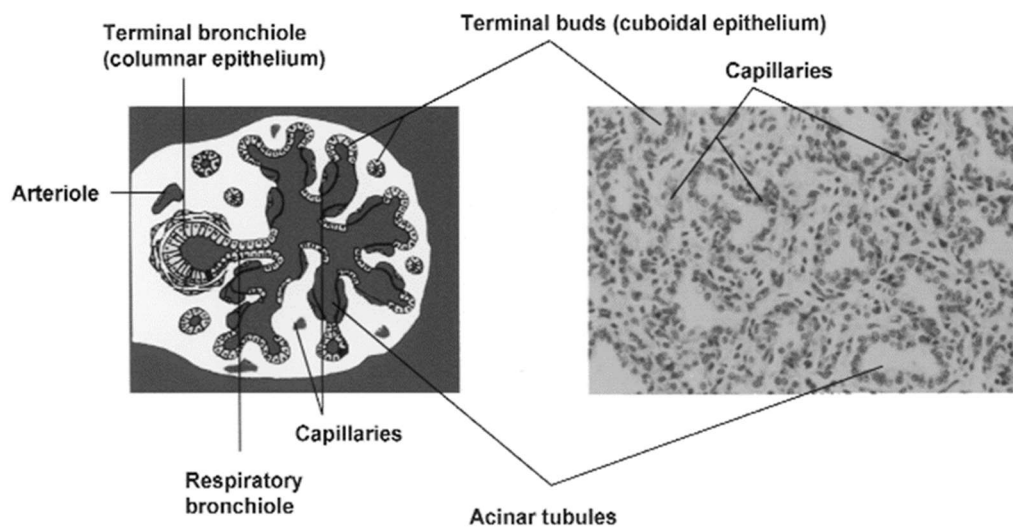 Terminal bronchiole
(columnar epithelium)
Terminal buds (cuboidal epithelium)
Capillaries
Arteriole
Capillaries
Respiratory
bronchiole
Acinar tubules